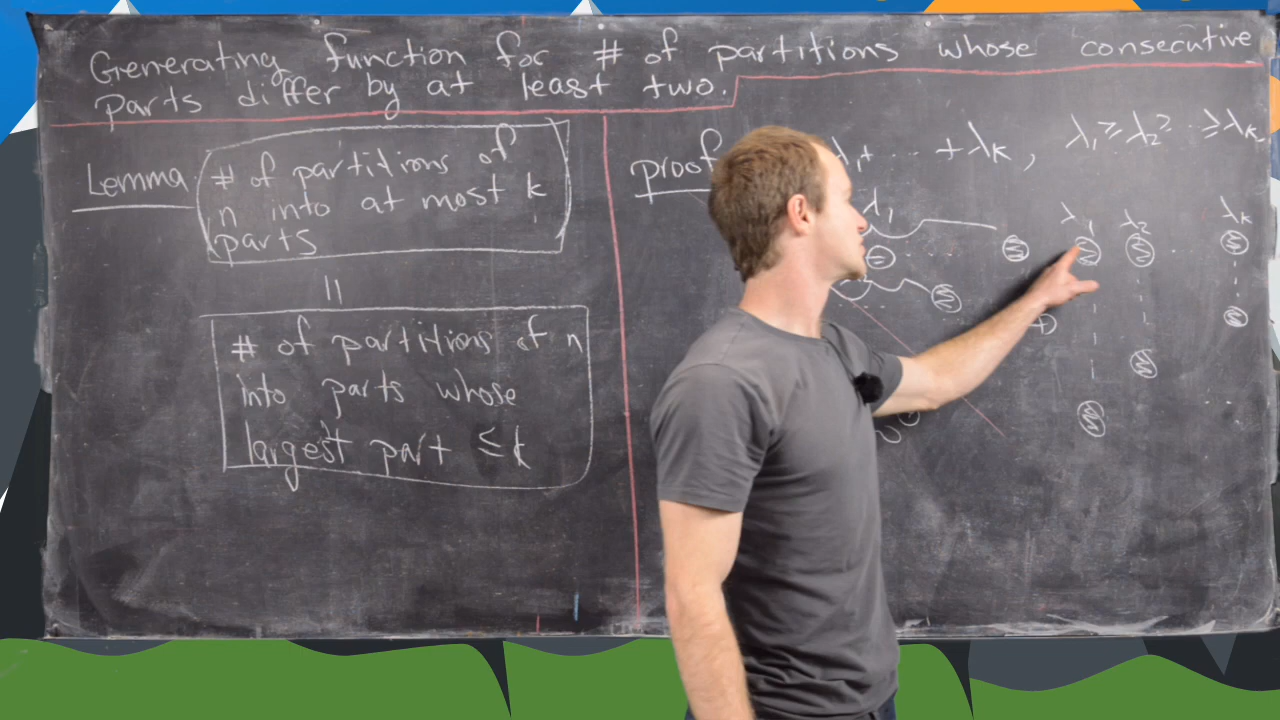 Generating function for # of partitions whose consecutive
parts differ by at least two.
Lemma
# of partitions of
n into at most k
parts
=
# of partitions of n
into parts whose
largest part ≤ k
proof
λ₁ + ··· + λₖ , λ₁ ≥ λ₂ ≥ ··· ≥ λₖ
λ₁
λ₁ λ₂ λₖ